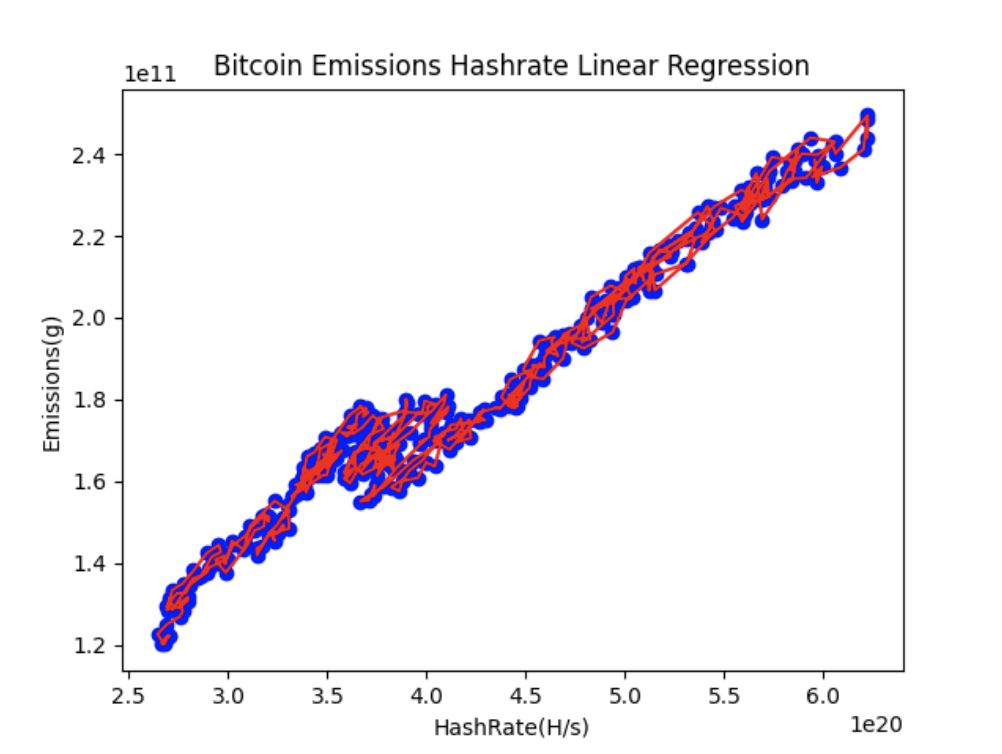 Bitcoin Emissions Hashrate Linear Regression
1e11
2.4
2.2
2.0
1.8
1.6
1.4
1.2
Emissions(g)
2.5 3.0 3.5 4.0 4.5 5.0 5.5 6.0
1e20
HashRate(H/s)